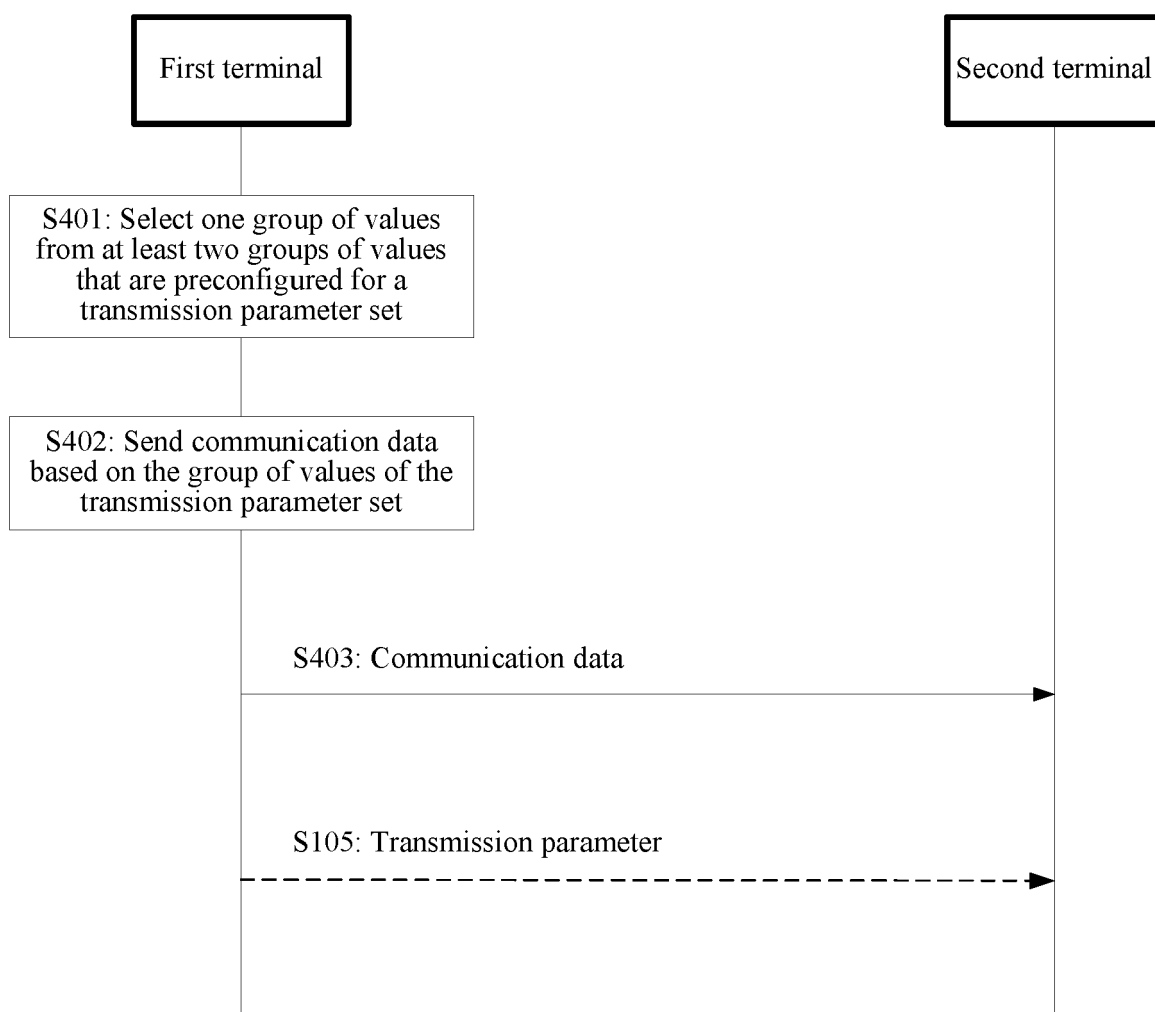 First terminal
Second terminal
S401: Select one group of values
from at least two groups of values
that are preconfigured for a
transmission parameter set
S402: Send communication data
based on the group of values of the
transmission parameter set
S403: Communication data
S105: Transmission parameter